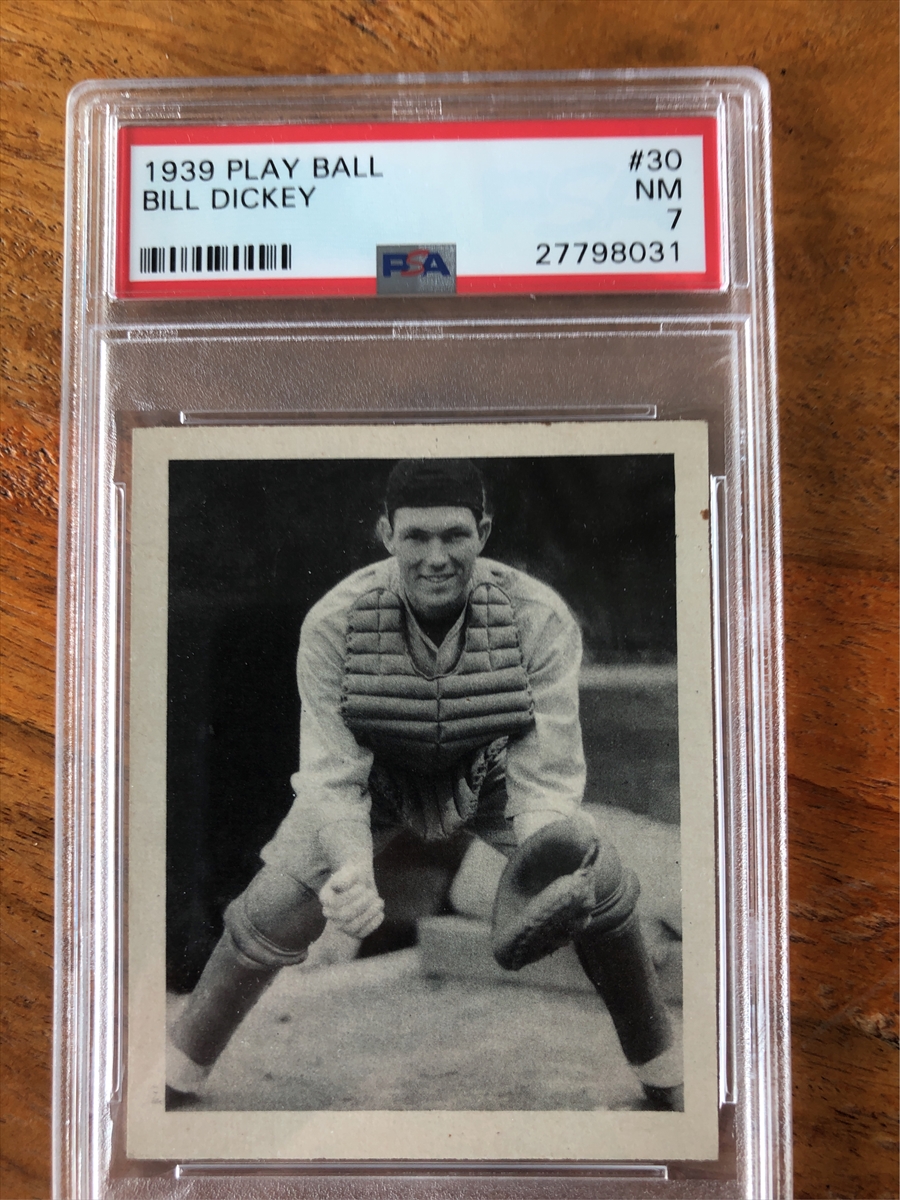 1939 PLAY BALL #30
BILL DICKEY NM
7
27798031
PSA